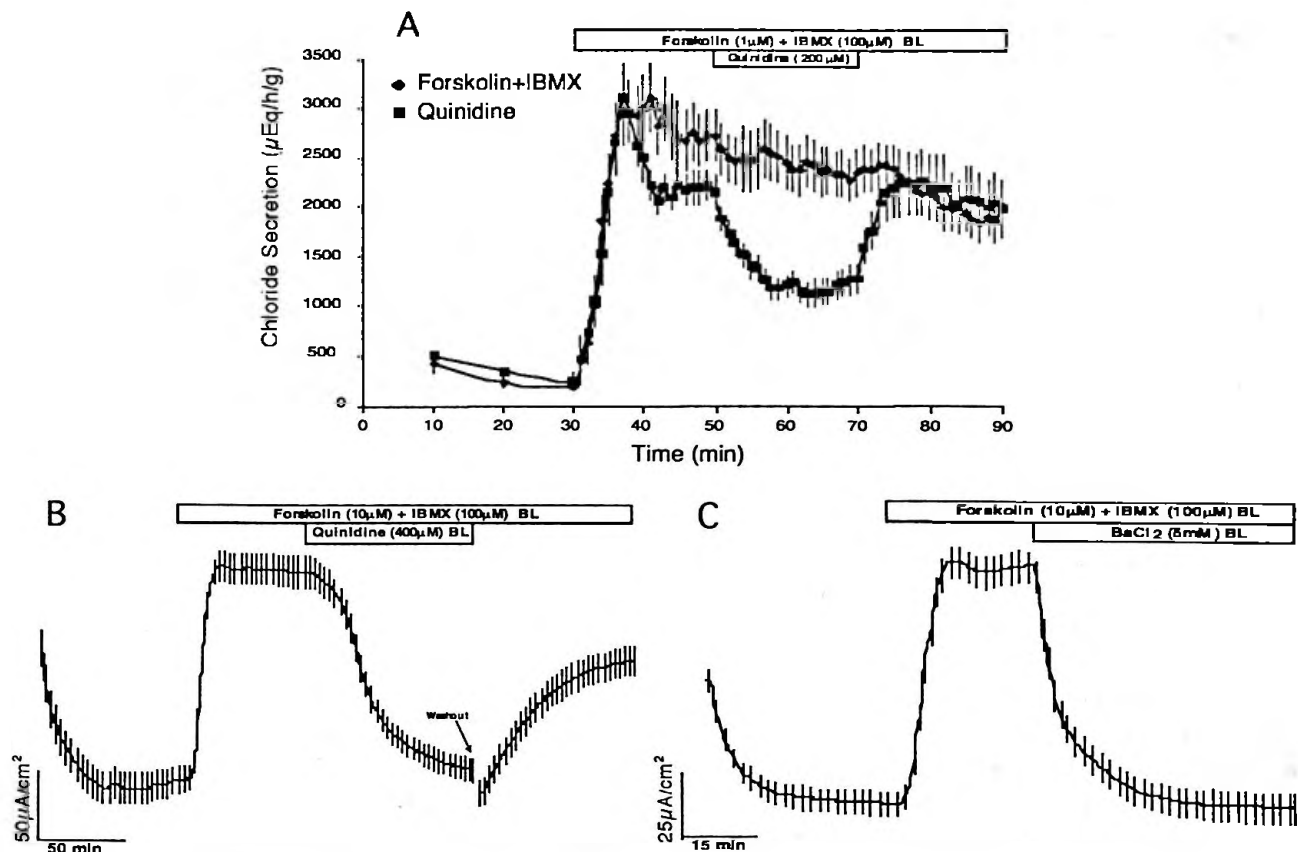 A
Forskolin (1µM) + IBMX (100µM) BL
Quinidine (200µM)
Forskolin+IBMX
Quinidine
Chloride Secretion (µEq/h/g)
3500
3000
2500
2000
1500
1000
500
0
0 10 20 30 40 50 60 70 80 90
Time (min)
B
Forskolin (10µM) + IBMX (100µM) BL
Quinidine (400µM) BL
Washout
50µA/cm²
50 min
C
Forskolin (10µM) + IBMX (100µM) BL
BaCl2 (5mM) BL
25µA/cm²
15 min